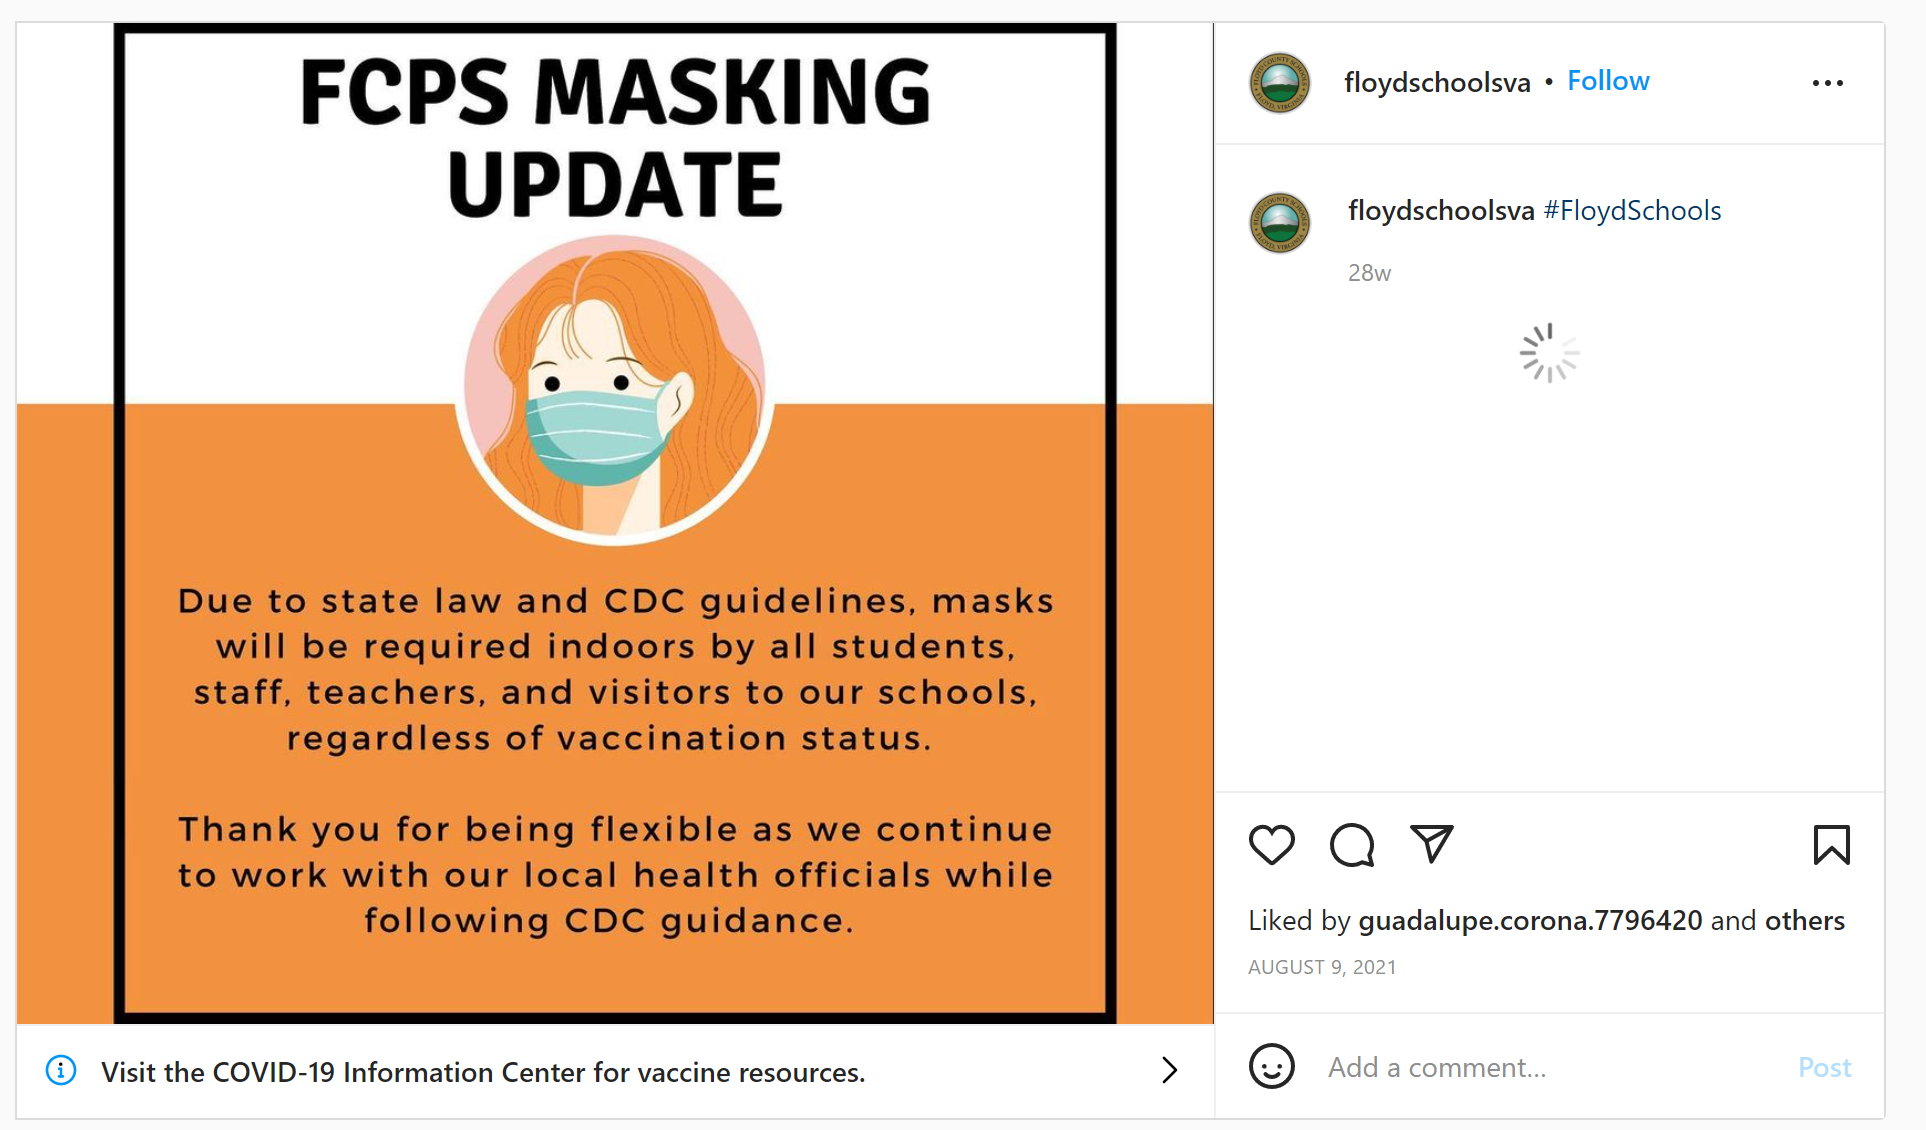 FCPS MASKING
UPDATE
Due to state law and CDC guidelines, masks
will be required indoors by all students,
staff, teachers, and visitors to our schools,
regardless of vaccination status.
Thank you for being flexible as we continue
to work with our local health officials while
following CDC guidance.
Visit the COVID-19 Information Center for vaccine resources.
floydschoolsva • Follow
floydschoolsva #FloydSchools
28w
Liked by guadalupe.corona.7796420 and others
AUGUST 9, 2021
Add a comment...
Post